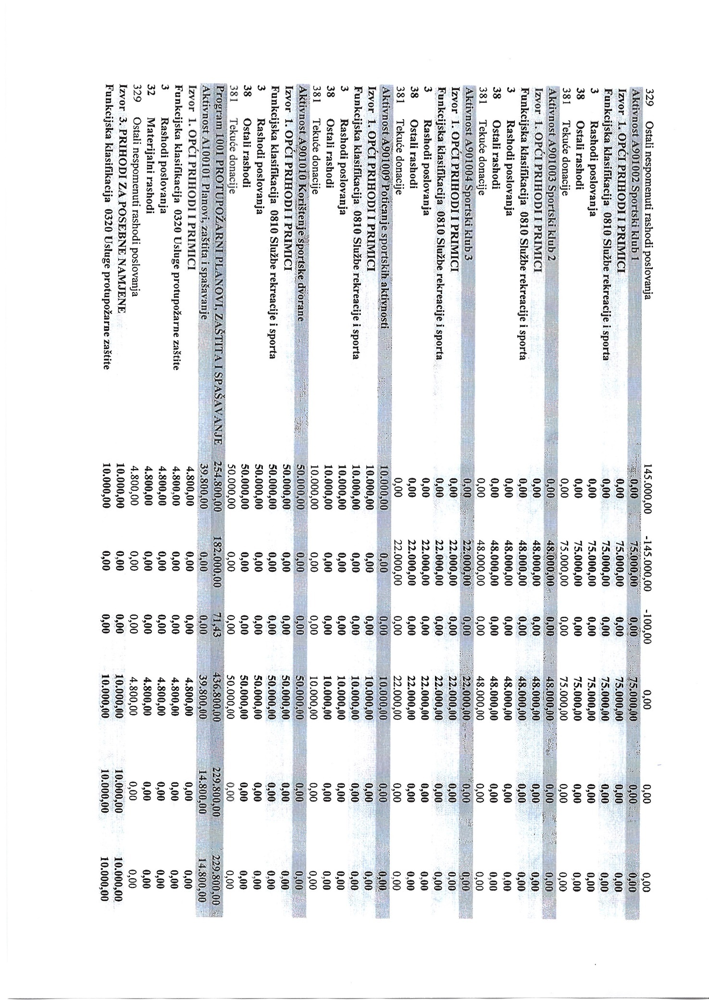 329 Ostali nespomenuti rashodi poslovanja 145.000,00 -145.000,00 -100,00 0,00 0,00 0,00
Aktivnost A901002 Sportski klub 1 0,00 75.000,00 0,00 75.000,00 0,00 0,00
Izvor 1. OPĆI PRIHODI I PRIMICI 0,00 75.000,00 0,00 75.000,00 0,00 0,00
Funkcijska klasifikacija 0810 Službe rekreacije i sporta 0,00 75.000,00 0,00 75.000,00 0,00 0,00
3 Rashodi poslovanja 0,00 75.000,00 0,00 75.000,00 0,00 0,00
38 Ostali rashodi 0,00 75.000,00 0,00 75.000,00 0,00 0,00
381 Tekuće donacije 0,00 75.000,00 0,00 75.000,00 0,00 0,00
Aktivnost A901003 Sportski klub 2 0,00 48.000,00 0,00 48.000,00 0,00 0,00
Izvor 1. OPĆI PRIHODI I PRIMICI 0,00 48.000,00 0,00 48.000,00 0,00 0,00
Funkcijska klasifikacija 0810 Službe rekreacije i sporta 0,00 48.000,00 0,00 48.000,00 0,00 0,00
3 Rashodi poslovanja 0,00 48.000,00 0,00 48.000,00 0,00 0,00
38 Ostali rashodi 0,00 48.000,00 0,00 48.000,00 0,00 0,00
381 Tekuće donacije 0,00 48.000,00 0,00 48.000,00 0,00 0,00
Aktivnost A901004 Sportski klub 3 0,00 22.000,00 0,00 22.000,00 0,00 0,00
Izvor 1. OPĆI PRIHODI I PRIMICI 0,00 22.000,00 0,00 22.000,00 0,00 0,00
Funkcijska klasifikacija 0810 Službe rekreacije i sporta 0,00 22.000,00 0,00 22.000,00 0,00 0,00
3 Rashodi poslovanja 0,00 22.000,00 0,00 22.000,00 0,00 0,00
38 Ostali rashodi 0,00 22.000,00 0,00 22.000,00 0,00 0,00
381 Tekuće donacije 0,00 22.000,00 0,00 22.000,00 0,00 0,00
Aktivnost A901009 Poticanje sportskih aktivnosti 10.000,00 0,00 0,00 10.000,00 0,00 0,00
Izvor 1. OPĆI PRIHODI I PRIMICI 10.000,00 0,00 0,00 10.000,00 0,00 0,00
Funkcijska klasifikacija 0810 Službe rekreacije i sporta 10.000,00 0,00 0,00 10.000,00 0,00 0,00
3 Rashodi poslovanja 10.000,00 0,00 0,00 10.000,00 0,00 0,00
38 Ostali rashodi 10.000,00 0,00 0,00 10.000,00 0,00 0,00
381 Tekuće donacije 10.000,00 0,00 0,00 10.000,00 0,00 0,00
Aktivnost A901010 Korištenje sportske dvorane 50.000,00 0,00 0,00 50.000,00 0,00 0,00
Izvor 1. OPĆI PRIHODI I PRIMICI 50.000,00 0,00 0,00 50.000,00 0,00 0,00
Funkcijska klasifikacija 0810 Službe rekreacije i sporta 50.000,00 0,00 0,00 50.000,00 0,00 0,00
3 Rashodi poslovanja 50.000,00 0,00 0,00 50.000,00 0,00 0,00
38 Ostali rashodi 50.000,00 0,00 0,00 50.000,00 0,00 0,00
381 Tekuće donacije 50.000,00 0,00 0,00 50.000,00 0,00 0,00
Program 1001 PROTUPOŽARNI PLANOVI, ZAŠTITA I SPAŠAVANJE 254.800,00 182.000,00 71,43 436.800,00 229.800,00 229.800,00
Aktivnost A100101 Planovi, zaštita i spašavanje 39.800,00 0,00 0,00 39.800,00 14.800,00 14.800,00
Izvor 1. OPĆI PRIHODI I PRIMICI 4.800,00 0,00 0,00 4.800,00 0,00 0,00
Funkcijska klasifikacija 0320 Usluge protupožarne zaštite 4.800,00 0,00 0,00 4.800,00 0,00 0,00
3 Rashodi poslovanja 4.800,00 0,00 0,00 4.800,00 0,00 0,00
32 Materijalni rashodi 4.800,00 0,00 0,00 4.800,00 0,00 0,00
329 Ostali nespomenuti rashodi poslovanja 4.800,00 0,00 0,00 4.800,00 0,00 0,00
Izvor 3. PRIHODI ZA POSEBNE NAMJENE 10.000,00 0,00 0,00 10.000,00 10.000,00 10.000,00
Funkcijska klasifikacija 0320 Usluge protupožarne zaštite 10.000,00 0,00 0,00 10.000,00 10.000,00 10.000,00